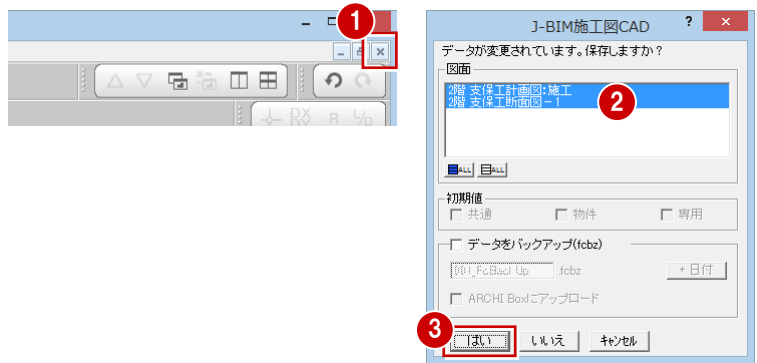 1
DX
DY
R
L/D
J-BIM施工図CAD
?
データが変更されています。保存しますか?
図面
2階 支保工計画図:施工
2階 支保工断面図-1
2
ALL
ALL
初期値
共通
物件
専用
データをバックアップ(fcbz)
.fcbz
+日付
ARCHI Boxにアップロード
3
はい
いいえ
キャンセル